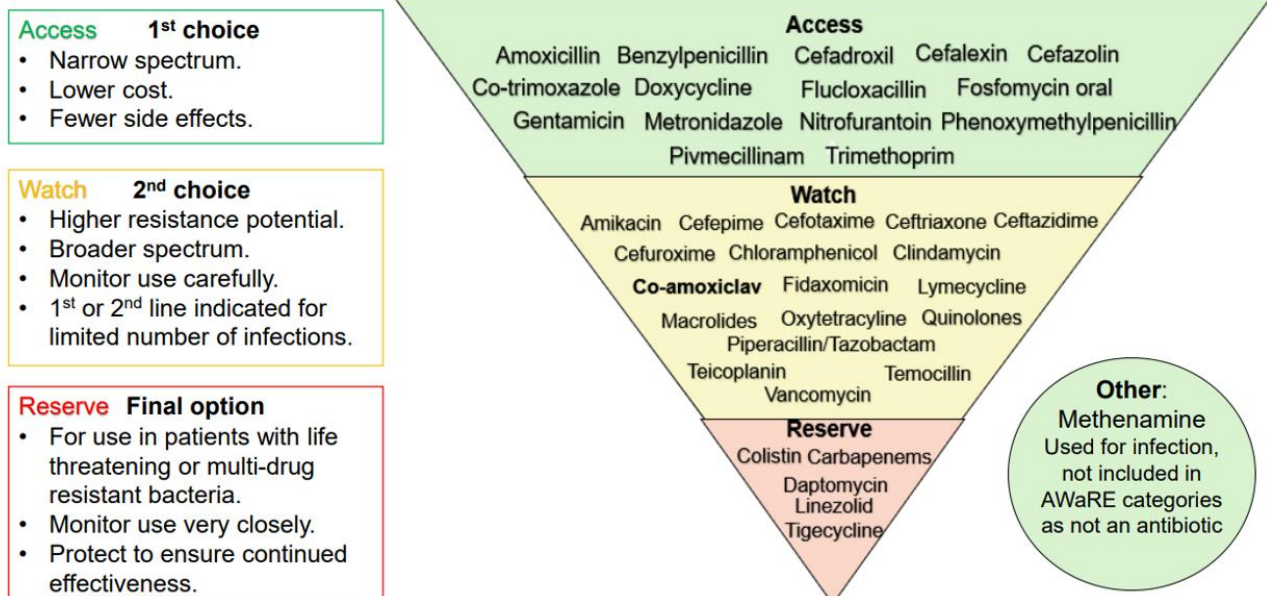 Access 1st choice
• Narrow spectrum.
• Lower cost.
• Fewer side effects.
Watch 2nd choice
• Higher resistance potential.
• Broader spectrum.
• Monitor use carefully.
• 1st or 2nd line indicated for
limited number of infections.
Reserve Final option
• For use in patients with life
threatening or multi-drug
resistant bacteria.
• Monitor use very closely.
• Protect to ensure continued
effectiveness.
Access
Amoxicillin Benzylpenicillin Cefadroxil Cefalexin Cefazolin
Co-trimoxazole Doxycycline Flucloxacillin Fosfomycin oral
Gentamicin Metronidazole Nitrofurantoin Phenoxymethylpenicillin
Pivmecillinam Trimethoprim
Watch
Amikacin Cefepime Cefotaxime Ceftriaxone Ceftazidime
Cefuroxime Chloramphenicol Clindamycin
Co-amoxiclav Fidaxomicin Lymecycline
Macrolides Oxytetracyline Quinolones
Piperacillin/Tazobactam
Teicoplanin Temocillin
Vancomycin
Reserve
Colistin Carbapenems
Daptomycin
Linezolid
Tigecycline
Other:
Methenamine
Used for infection,
not included in
AWaRE categories
as not an antibiotic